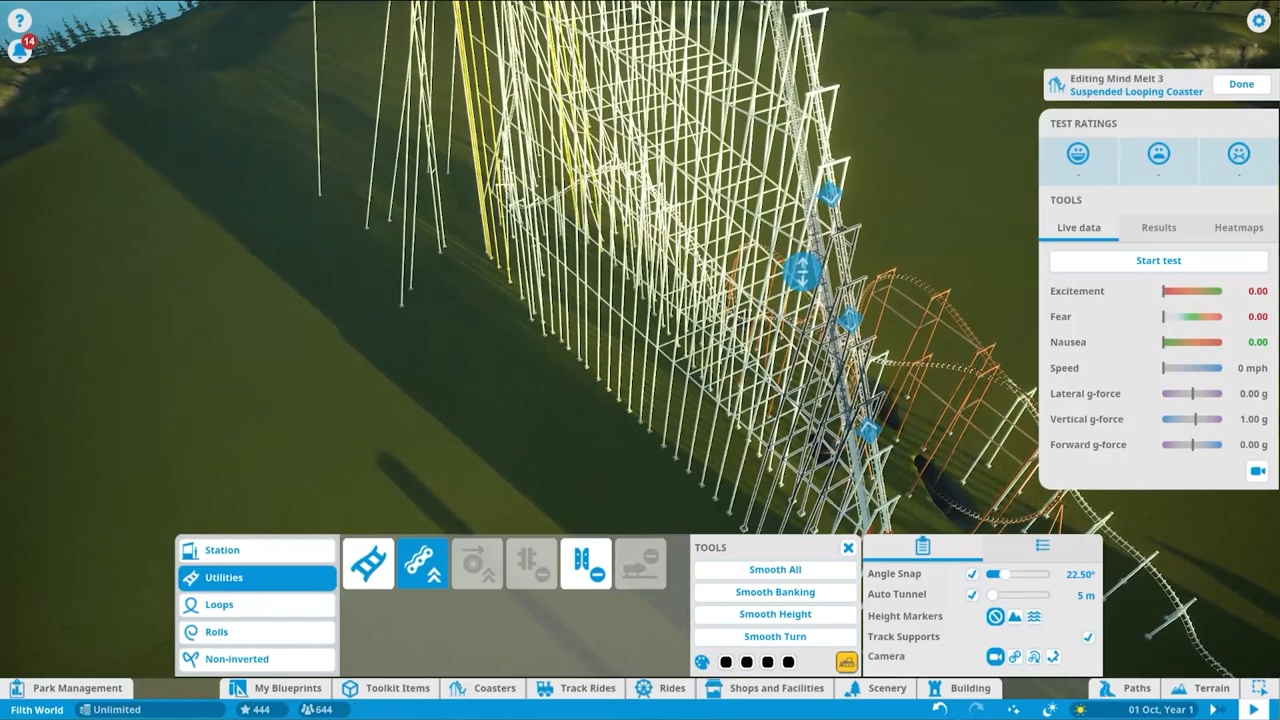 ?
14
Editing Mind Melt 3
Suspended Looping Coaster
Done
TEST RATINGS
- - -
TOOLS
Live data Results Heatmaps
Start test
Excitement 0.00
Fear 0.00
Nausea 0.00
Speed 0 mph
Lateral g-force 0.00 g
Vertical g-force 1.00 g
Forward g-force 0.00 g
Station
Utilities
Loops
Rolls
Non-inverted
TOOLS
Smooth All
Smooth Banking
Smooth Height
Smooth Turn
Angle Snap 22.50°
Auto Tunnel 5 m
Height Markers
Track Supports
Camera
Park Management My Blueprints Toolkit Items Coasters Track Rides Rides Shops and Facilities Scenery Building Paths Terrain
Filth World Unlimited 444 644 01 Oct, Year 1